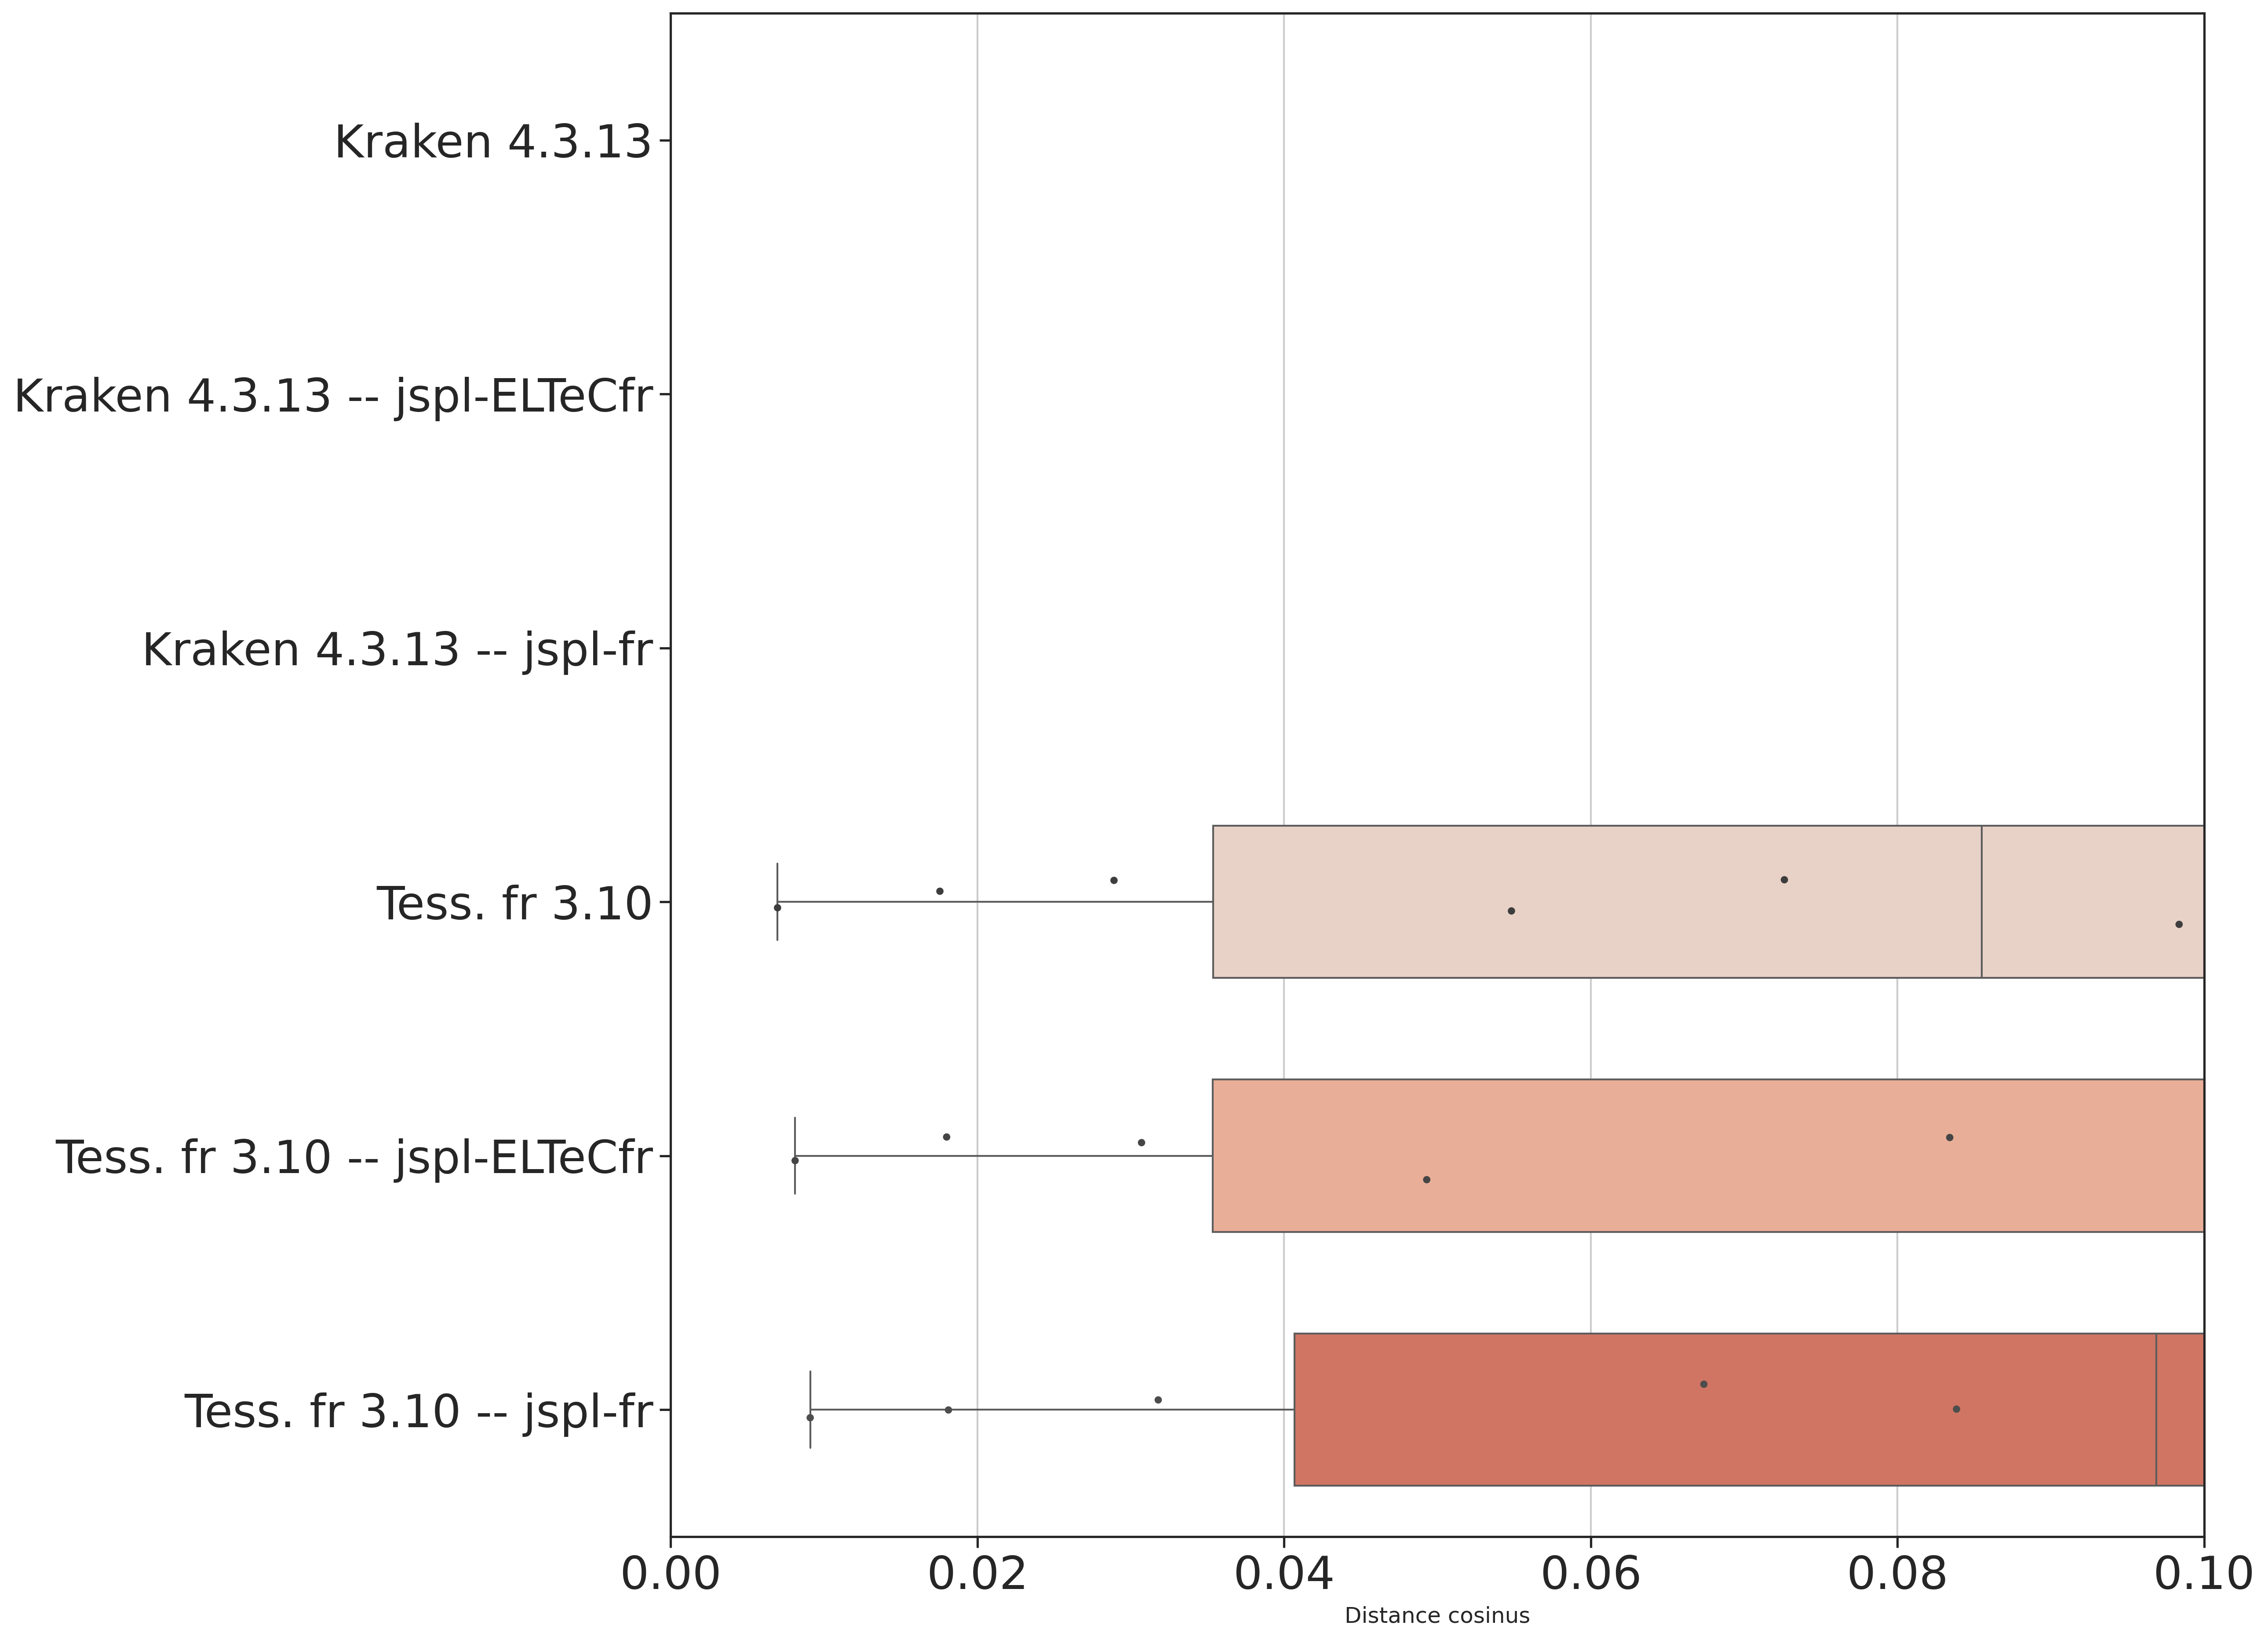 Kraken 4.3.13
Kraken 4.3.13 -- jspl-ELTeCfr
Kraken 4.3.13 -- jspl-fr
Tess. fr 3.10
Tess. fr 3.10 -- jspl-ELTeCfr
Tess. fr 3.10 -- jspl-fr
0.00 0.02 0.04 0.06 0.08 0.10
Distance cosinus